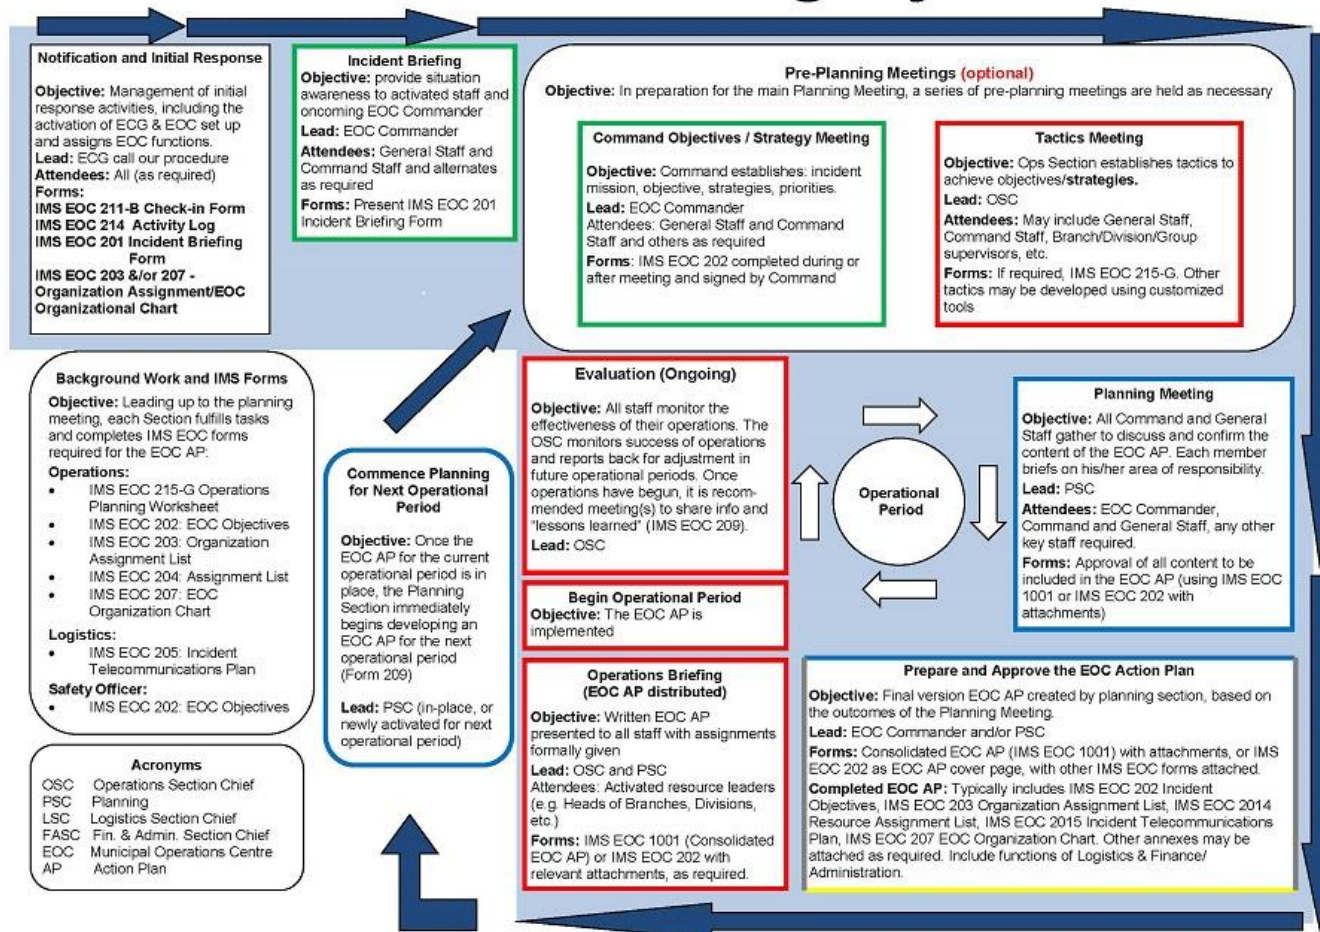 Notification and Initial Response
Objective: Management of initial
response activities, including the
activation of ECG & EOC set up
and assigns EOC functions.
Lead: ECG call our procedure
Attendees: All (as required)
Forms:
IMS EOC 211-B Check-in Form
IMS EOC 214 Activity Log
IMS EOC 201 Incident Briefing
Form
IMS EOC 203 &/or 207 -
Organization Assignment/EOC
Organizational Chart
Incident Briefing
Objective: provide situation
awareness to activated staff and
oncoming EOC Commander
Lead: EOC Commander
Attendees: General Staff and
Command Staff and alternates
as required
Forms: Present IMS EOC 201
Incident Briefing Form
Pre-Planning Meetings (optional)
Objective: In preparation for the main Planning Meeting, a series of pre-planning meetings are held as necessary
Command Objectives / Strategy Meeting
Objective: Command establishes: incident
mission, objective, strategies, priorities.
Lead: EOC Commander
Attendees: General Staff and Command
Staff and others as required
Forms: IMS EOC 202 completed during or
after meeting and signed by Command
Tactics Meeting
Objective: Ops Section establishes tactics to
achieve objectives/strategies.
Lead: OSC
Attendees: May include General Staff,
Command Staff, Branch/Division/Group
supervisors, etc.
Forms: If required, IMS EOC 215-G. Other
tactics may be developed using customized
tools
Background Work and IMS Forms
Objective: Leading up to the planning
meeting, each Section fulfills tasks
and completes IMS EOC forms
required for the EOC AP:
Operations:
• IMS EOC 215-G Operations
Planning Worksheet
• IMS EOC 202: EOC Objectives
• IMS EOC 203: Organization
Assignment List
• IMS EOC 204: Assignment List
• IMS EOC 207: EOC
Organization Chart
Logistics:
• IMS EOC 205: Incident
Telecommunications Plan
Safety Officer:
• IMS EOC 202: EOC Objectives
Acronyms
OSC Operations Section Chief
PSC Planning
LSC Logistics Section Chief
FASC Fin. & Admin. Section Chief
EOC Municipal Operations Centre
AP Action Plan
Commence Planning
for Next Operational
Period
Objective: Once the
EOC AP for the current
operational period is in
place, the Planning
Section immediately
begins developing an
EOC AP for the next
operational period
(Form 209)
Lead: PSC (in-place, or
newly activated for next
operational period)
Evaluation (Ongoing)
Objective: All staff monitor the
effectiveness of their operations. The
OSC monitors success of operations
and reports back for adjustment in
future operational periods. Once
operations have begun, it is recom-
mended meeting(s) to share info and
"lessons learned" (IMS EOC 209).
Lead: OSC
Begin Operational Period
Objective: The EOC AP is
implemented
Operations Briefing
(EOC AP distributed)
Objective: Written EOC AP
presented to all staff with assignments
formally given
Lead: OSC and PSC
Attendees: Activated resource leaders
(e.g. Heads of Branches, Divisions,
etc.)
Forms: IMS EOC 1001 (Consolidated
EOC AP) or IMS EOC 202 with
relevant attachments, as required.
Operational
Period
Planning Meeting
Objective: All Command and General
Staff gather to discuss and confirm the
content of the EOC AP. Each member
briefs on his/her area of responsibility.
Lead: PSC
Attendees: EOC Commander,
Command and General Staff, any other
key staff required.
Forms: Approval of all content to be
included in the EOC AP (using IMS EOC
1001 or IMS EOC 202 with
attachments)
Prepare and Approve the EOC Action Plan
Objective: Final version EOC AP created by planning section, based on
the outcomes of the Planning Meeting.
Lead: EOC Commander and/or PSC
Forms: Consolidated EOC AP (IMS EOC 1001) with attachments, or IMS
EOC 202 as EOC AP cover page, with other IMS EOC forms attached.
Completed EOC AP: Typically includes IMS EOC 202 Incident
Objectives, IMS EOC 203 Organization Assignment List, IMS EOC 2014
Resource Assignment List, IMS EOC 2015 Incident Telecommunications
Plan, IMS EOC 207 EOC Organization Chart. Other annexes may be
attached as required. Include functions of Logistics & Finance/
Administration.